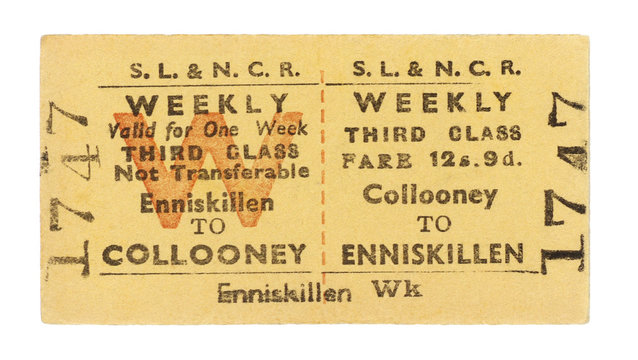 1747
S. L. & N. C. R.
WEEKLY
Valid for One Week
THIRD CLASS
Not Transferable
W
Enniskillen
TO
COLLOONEY
S. L. & N. C. R.
WEEKLY
THIRD CLASS
FARE 12s. 9d.
Collooney
TO
ENNISKILLEN
Enniskillen Wk
1747